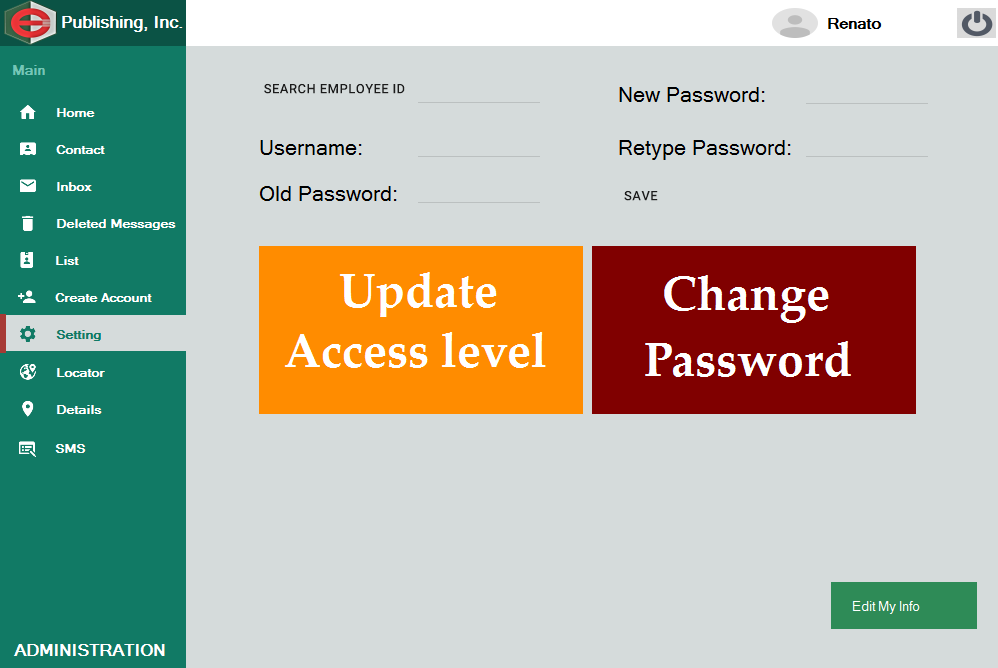 Publishing, Inc.
Renato
Main
Home
Contact
Inbox
Deleted Messages
List
Create Account
Setting
Locator
Details
SMS
ADMINISTRATION
SEARCH EMPLOYEE ID
Username:
Old Password:
New Password:
Retype Password:
SAVE
Update
Access level
Change
Password
Edit My Info